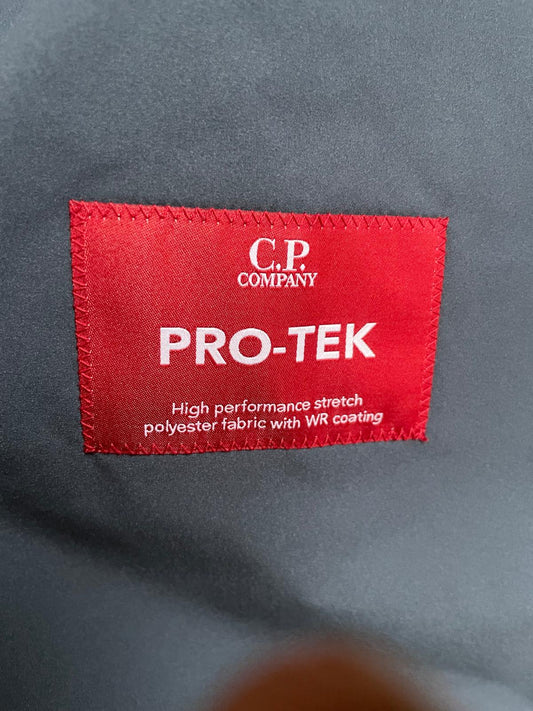 C.P.
COMPANY
PRO-TEK
High performance stretch
polyester fabric with WR coating